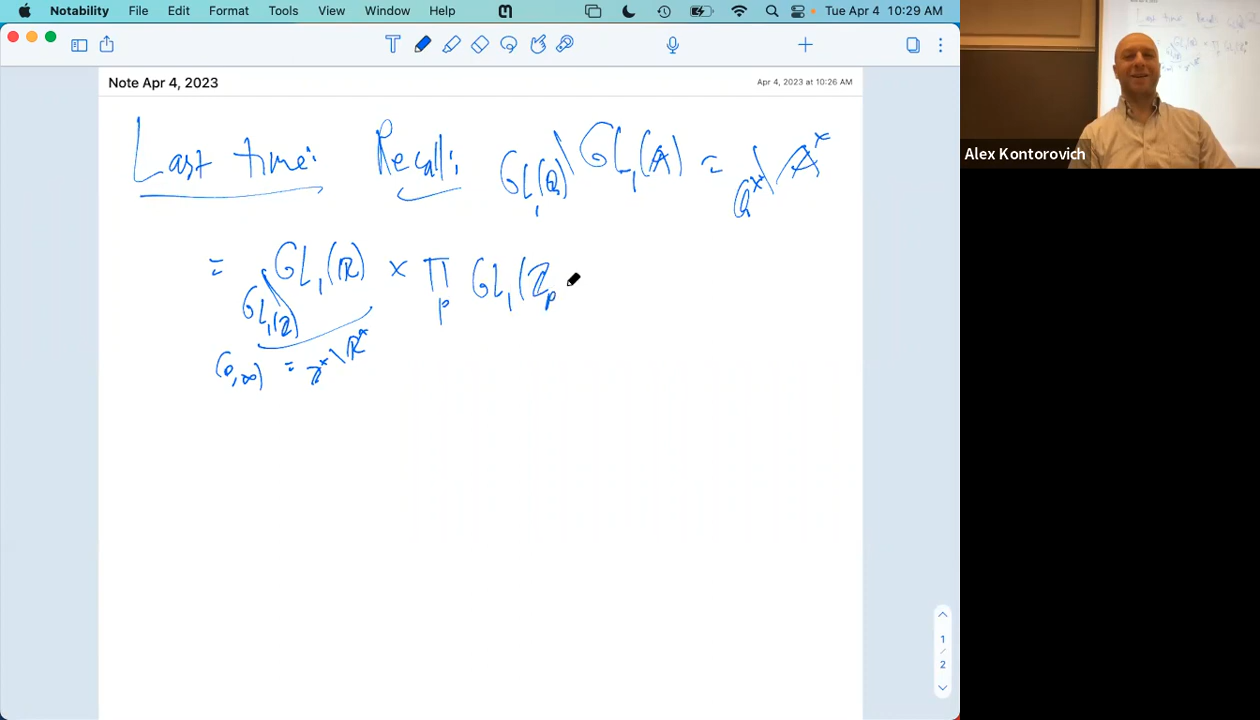 Notability File Edit Format Tools View Window Help Tue Apr 4 10:29 AM
Note Apr 4, 2023
Apr 4, 2023 at 10:26 AM
Last time: Recall: GL₁(ℚ)\GL₁(𝔸) = ℚˣ\𝔸ˣ
= GL₁(ℤ)\GL₁(ℝ) × ∏ₚ GL₁(ℤₚ
(0,∞) = ℤˣ\ℝˣ
1
/
2
Alex Kontorovich